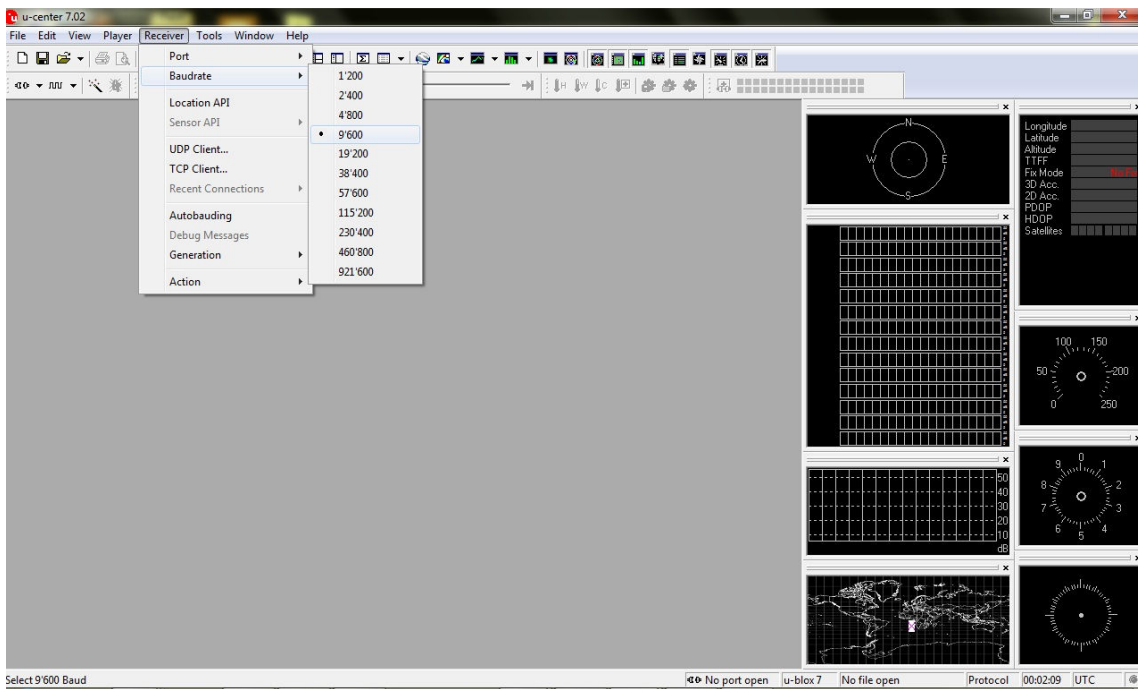 u-center 7.02
File Edit View Player Receiver Tools Window Help
Port
Baudrate
Location API
Sensor API
UDP Client...
TCP Client...
Recent Connections
Autobauding
Debug Messages
Generation
Action
1'200
2'400
4'800
9'600
19'200
38'400
57'600
115'200
230'400
460'800
921'600
N
W E
S
Longitude
Latitude
Altitude
TTFF
Fix Mode No Fix
3D Acc.
2D Acc.
PDOP
HDOP
Satellites
100 150
50 200
0 250
50
40
30
20
10
dB
0
9 1
8 2
7 3
6 4
5
Select 9'600 Baud
No port open u-blox 7 No file open Protocol 00:02:09 UTC